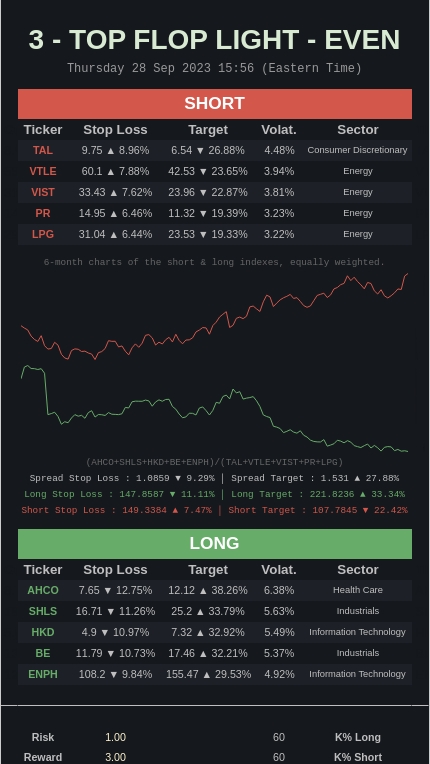 3 - TOP FLOP LIGHT - EVEN
Thursday 28 Sep 2023 15:56 (Eastern Time)
SHORT
Ticker Stop Loss Target Volat. Sector
TAL 9.75 ▲ 8.96% 6.54 ▼ 26.88% 4.48% Consumer Discretionary
VTLE 60.1 ▲ 7.88% 42.53 ▼ 23.65% 3.94% Energy
VIST 33.43 ▲ 7.62% 23.96 ▼ 22.87% 3.81% Energy
PR 14.95 ▲ 6.46% 11.32 ▼ 19.39% 3.23% Energy
LPG 31.04 ▲ 6.44% 23.53 ▼ 19.33% 3.22% Energy
6-month charts of the short & long indexes, equally weighted.
(AHCO+SHLS+HKD+BE+ENPH)/(TAL+VTLE+VIST+PR+LPG)
Spread Stop Loss : 1.0859 ▼ 9.29% | Spread Target : 1.531 ▲ 27.88%
Long Stop Loss : 147.8587 ▼ 11.11% | Long Target : 221.8236 ▲ 33.34%
Short Stop Loss : 149.3384 ▲ 7.47% | Short Target : 107.7845 ▼ 22.42%
LONG
Ticker Stop Loss Target Volat. Sector
AHCO 7.65 ▼ 12.75% 12.12 ▲ 38.26% 6.38% Health Care
SHLS 16.71 ▼ 11.26% 25.2 ▲ 33.79% 5.63% Industrials
HKD 4.9 ▼ 10.97% 7.32 ▲ 32.92% 5.49% Information Technology
BE 11.79 ▼ 10.73% 17.46 ▲ 32.21% 5.37% Industrials
ENPH 108.2 ▼ 9.84% 155.47 ▲ 29.53% 4.92% Information Technology
Risk 1.00 60 K% Long
Reward 3.00 60 K% Short